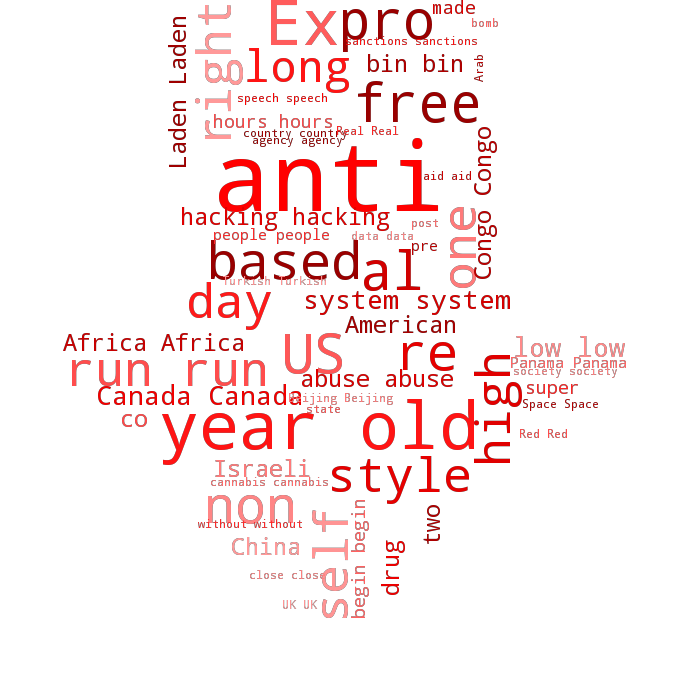 Ex
pro
made
bomb
Laden Laden
right
sanctions sanctions
long
bin bin
Arab
free
speech speech
hours hours
country country
Real Real
agency agency
anti
aid aid
Congo Congo
hacking hacking
one
post
people people
data data
pre
based
al
Turkish Turkish
day
system system
American
Africa Africa
US
re
low low
run run
Panama Panama
society society
high
abuse abuse
super
Canada Canada
Beijing Beijing
Space Space
state
co
year old
Red Red
Israeli
style
cannabis cannabis
non
two
without without
self
begin begin
China
drug
close close
UK UK